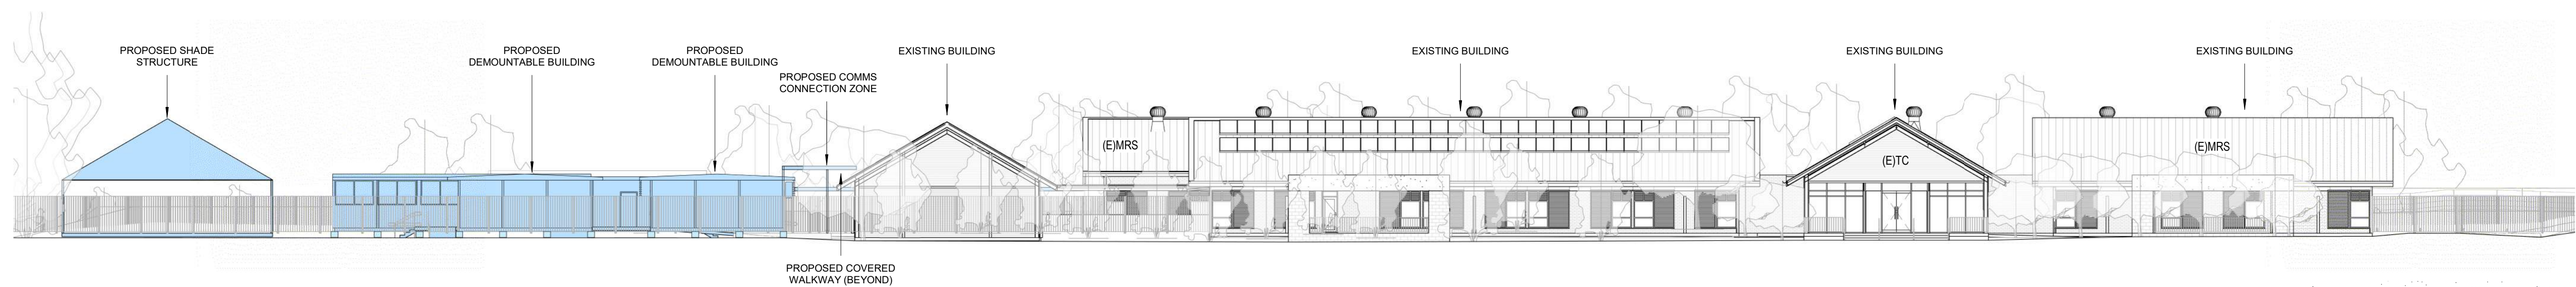 PROPOSED SHADE
STRUCTURE
PROPOSED
DEMOUNTABLE BUILDING
PROPOSED
DEMOUNTABLE BUILDING
PROPOSED COMMS
CONNECTION ZONE
EXISTING BUILDING
EXISTING BUILDING
EXISTING BUILDING
EXISTING BUILDING
(E)MRS
(E)TC
(E)MRS
PROPOSED COVERED
WALKWAY (BEYOND)